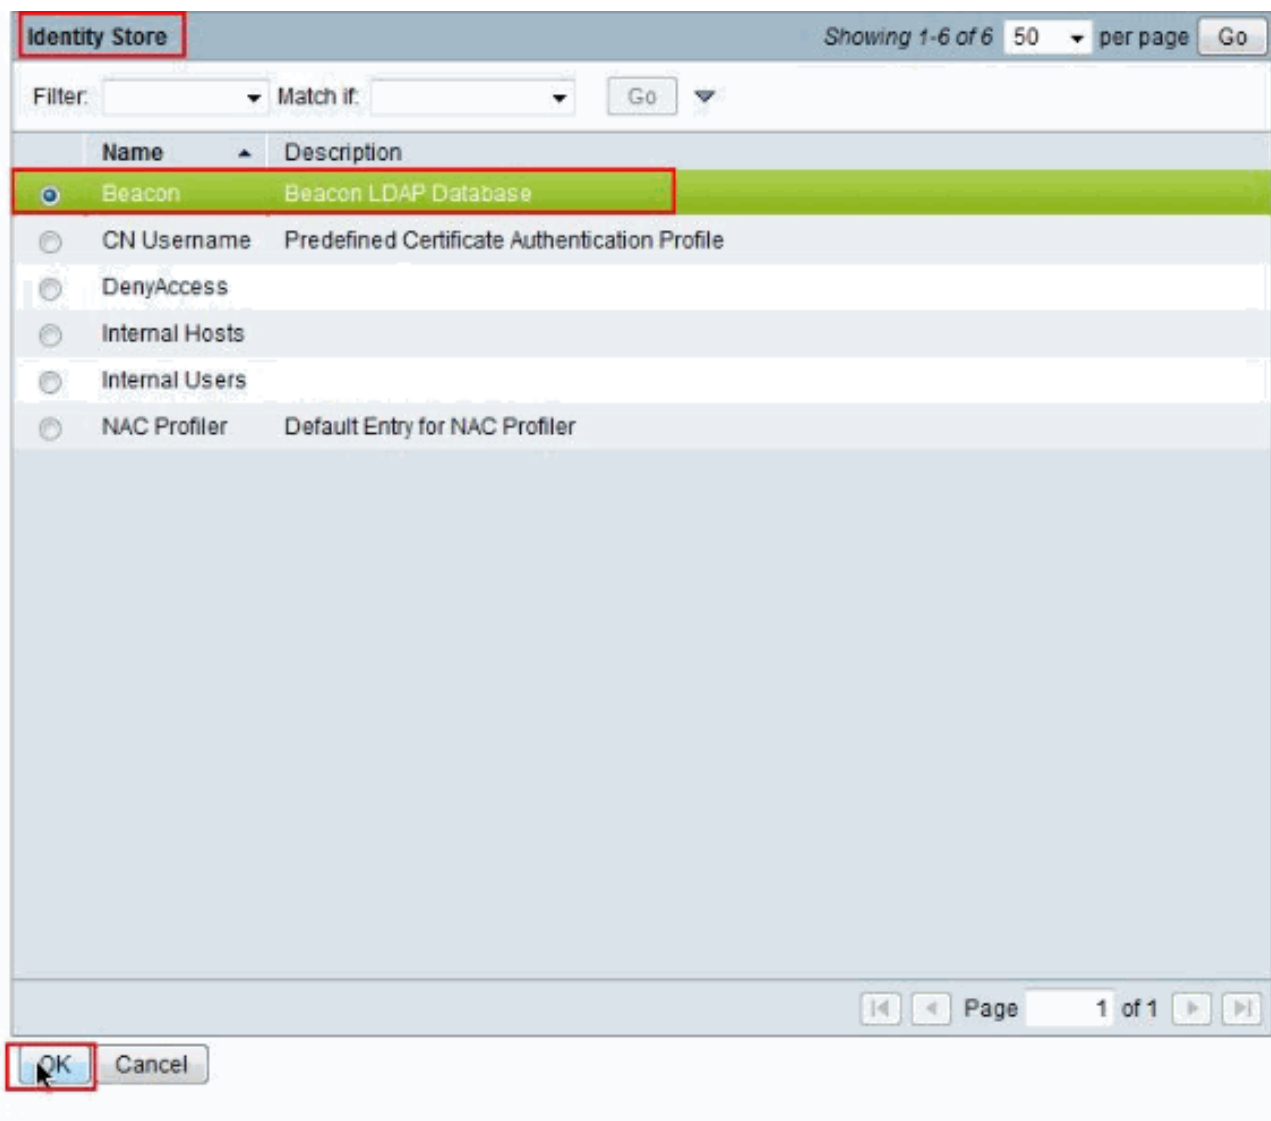 Identity Store Showing 1-6 of 6 50 per page Go
Filter: Match if: Go
Name Description
Beacon Beacon LDAP Database
CN Username Predefined Certificate Authentication Profile
DenyAccess
Internal Hosts
Internal Users
NAC Profiler Default Entry for NAC Profiler
Page 1 of 1
OK Cancel